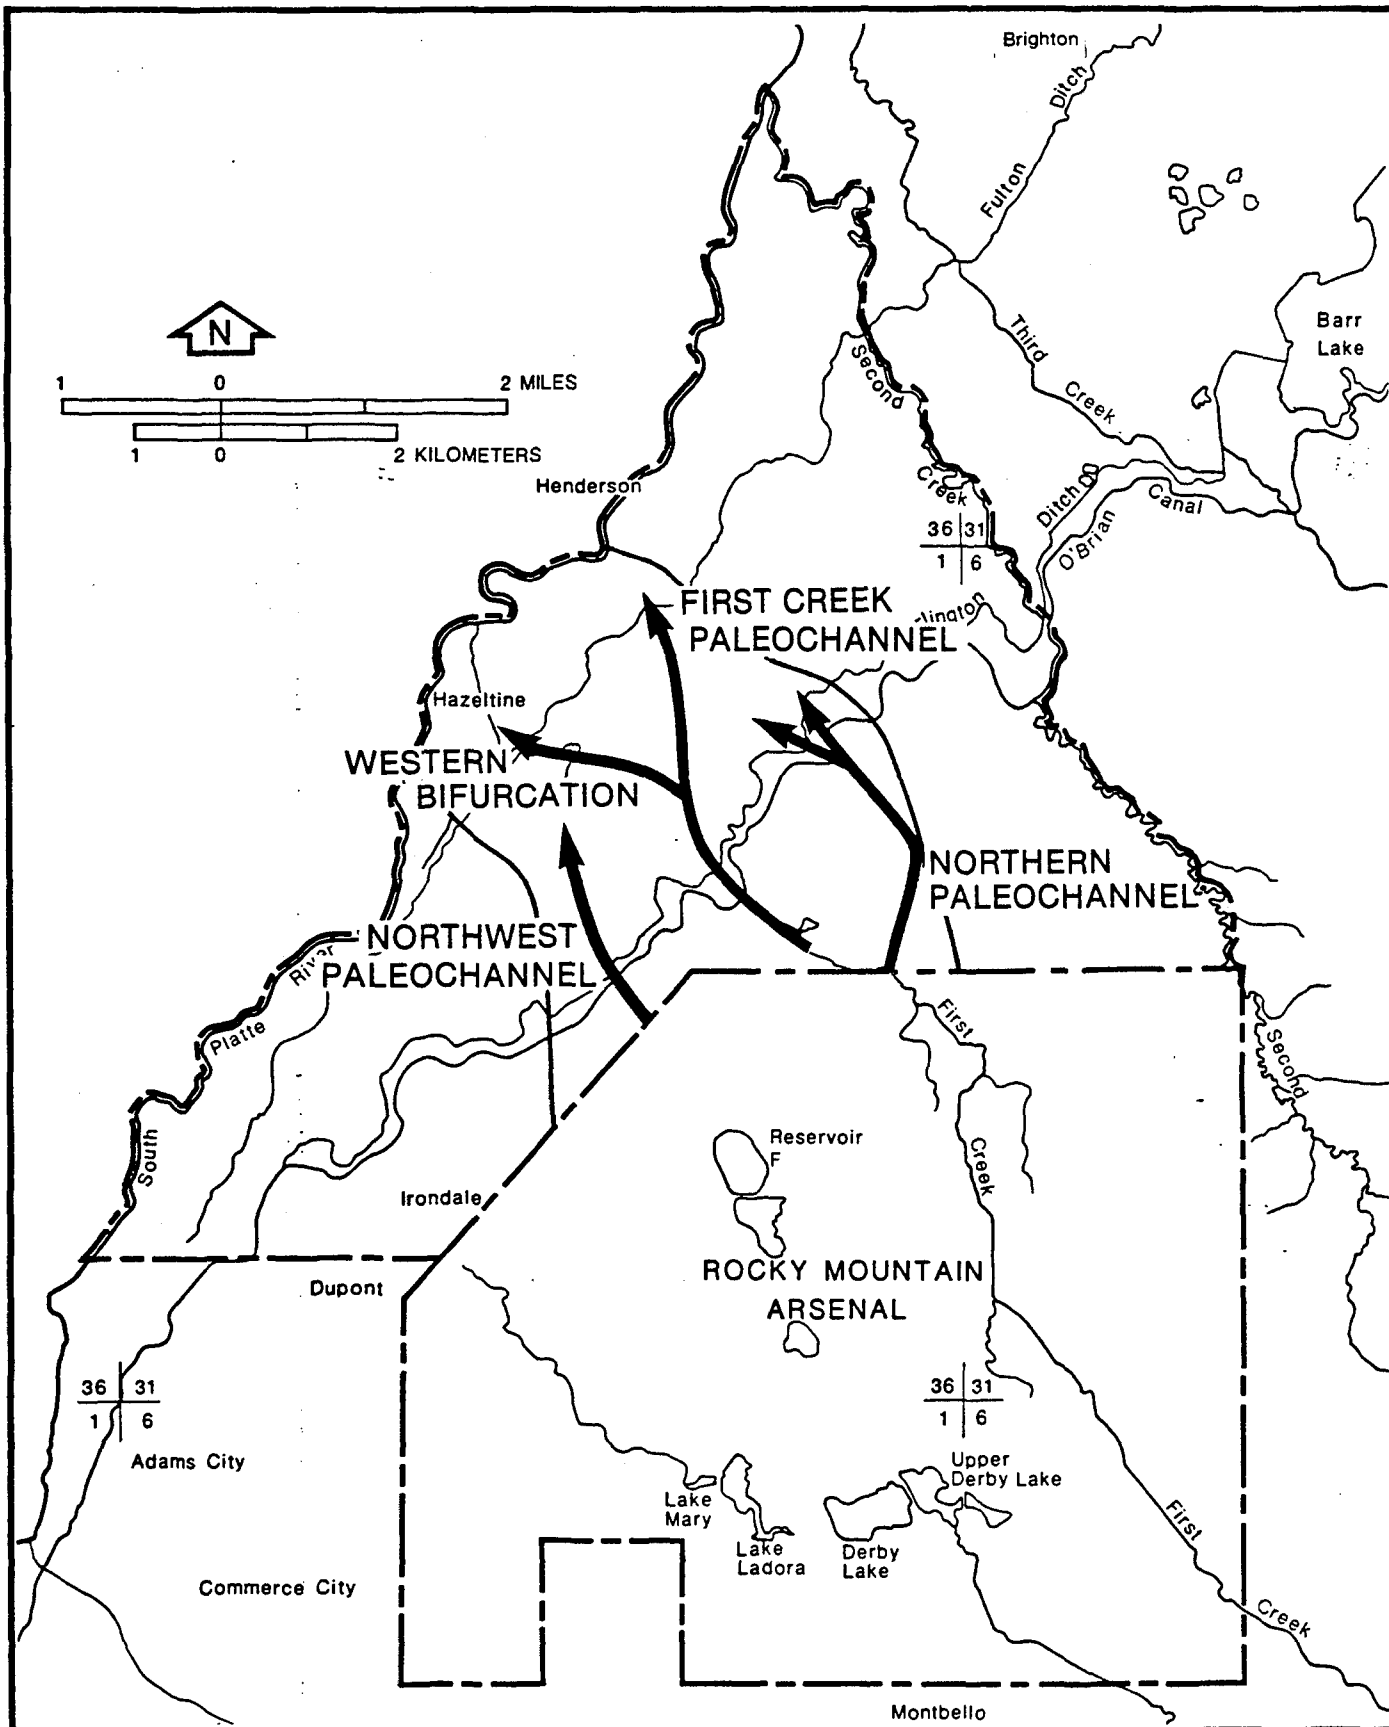 Brighton
Fulton Ditch
N
1 0 2 MILES
1 0 2 KILOMETERS
Barr
Lake
Third Creek
Second Creek
Henderson
Ditch
O'Brian Canal
36 31
1 6
FIRST CREEK
PALEOCHANNEL
-lington
Hazeltine
WESTERN
BIFURCATION
NORTHERN
PALEOCHANNEL
NORTHWEST
PALEOCHANNEL
South Platte River
First Creek
Second
Reservoir
F
Irondale
ROCKY MOUNTAIN
ARSENAL
Dupont
36 31
1 6
36 31
1 6
Adams City
Upper
Derby Lake
Lake
Mary
Lake
Ladora
Derby
Lake
First Creek
Commerce City
Montbello